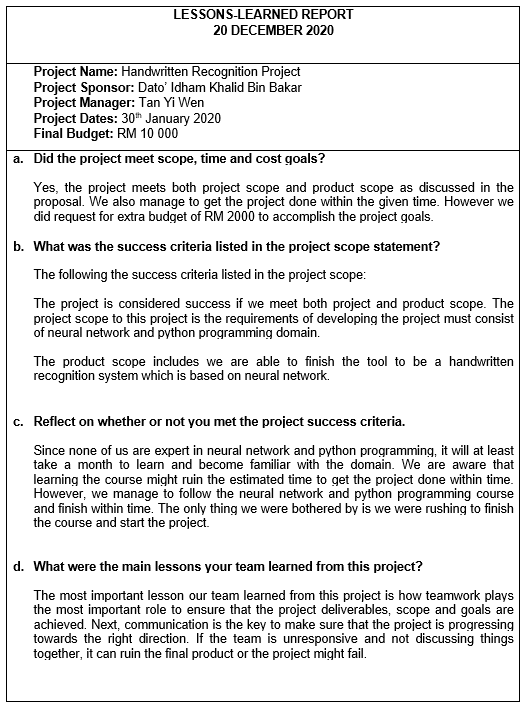 LESSONS-LEARNED REPORT
20 DECEMBER 2020
Project Name: Handwritten Recognition Project
Project Sponsor: Dato' Idham Khalid Bin Bakar
Project Manager: Tan Yi Wen
Project Dates: 30th January 2020
Final Budget: RM 10 000
a. Did the project meet scope, time and cost goals?
Yes, the project meets both project scope and product scope as discussed in the
proposal. We also manage to get the project done within the given time. However we
did request for extra budget of RM 2000 to accomplish the project goals.
b. What was the success criteria listed in the project scope statement?
The following the success criteria listed in the project scope:
The project is considered success if we meet both project and product scope. The
project scope to this project is the requirements of developing the project must consist
of neural network and python programming domain.
The product scope includes we are able to finish the tool to be a handwritten
recognition system which is based on neural network.
c. Reflect on whether or not you met the project success criteria.
Since none of us are expert in neural network and python programming, it will at least
take a month to learn and become familiar with the domain. We are aware that
learning the course might ruin the estimated time to get the project done within time.
However, we manage to follow the neural network and python programming course
and finish within time. The only thing we were bothered by is we were rushing to finish
the course and start the project.
d. What were the main lessons your team learned from this project?
The most important lesson our team learned from this project is how teamwork plays
the most important role to ensure that the project deliverables, scope and goals are
achieved. Next, communication is the key to make sure that the project is progressing
towards the right direction. If the team is unresponsive and not discussing things
together, it can ruin the final product or the project might fail.